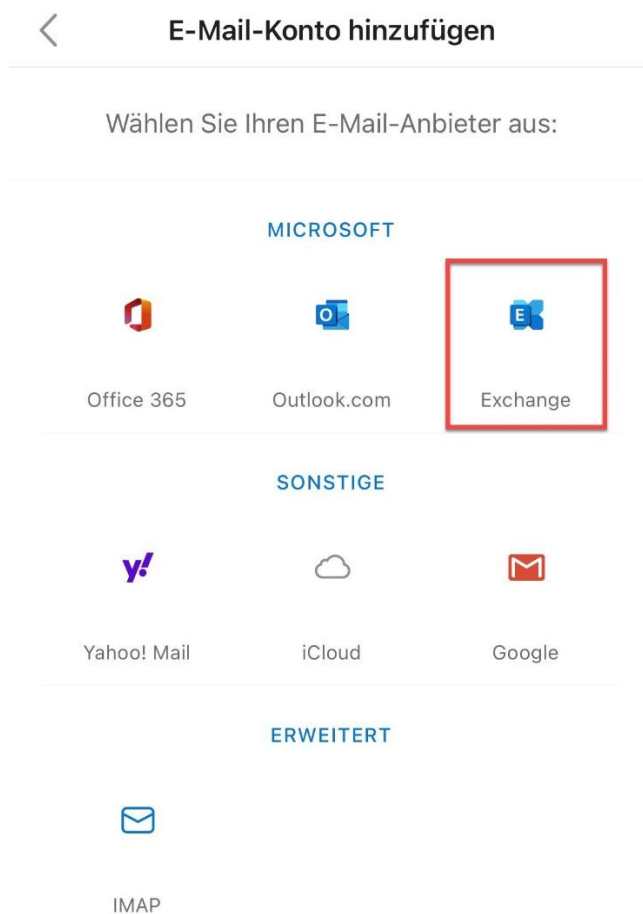 E-Mail-Konto hinzufügen
Wählen Sie Ihren E-Mail-Anbieter aus:
MICROSOFT
O
E
Office 365
Outlook.com
Exchange
SONSTIGE
y!
Yahoo! Mail
iCloud
Google
ERWEITERT
IMAP